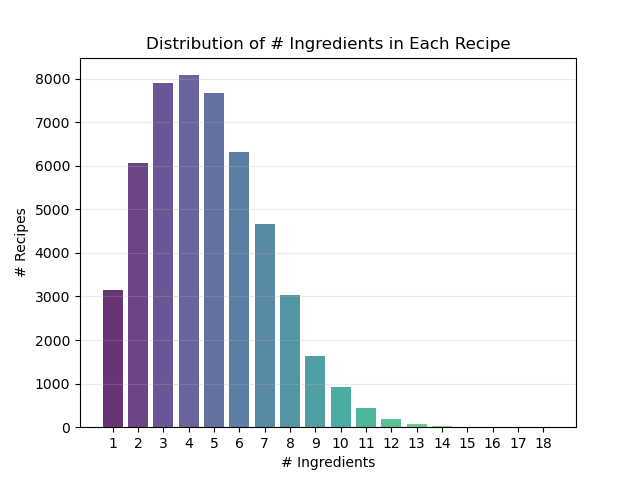 Distribution of # Ingredients in Each Recipe
8000
7000
6000
5000
4000
3000
2000
1000
0
# Recipes
1 2 3 4 5 6 7 8 9 10 11 12 13 14 15 16 17 18
# Ingredients